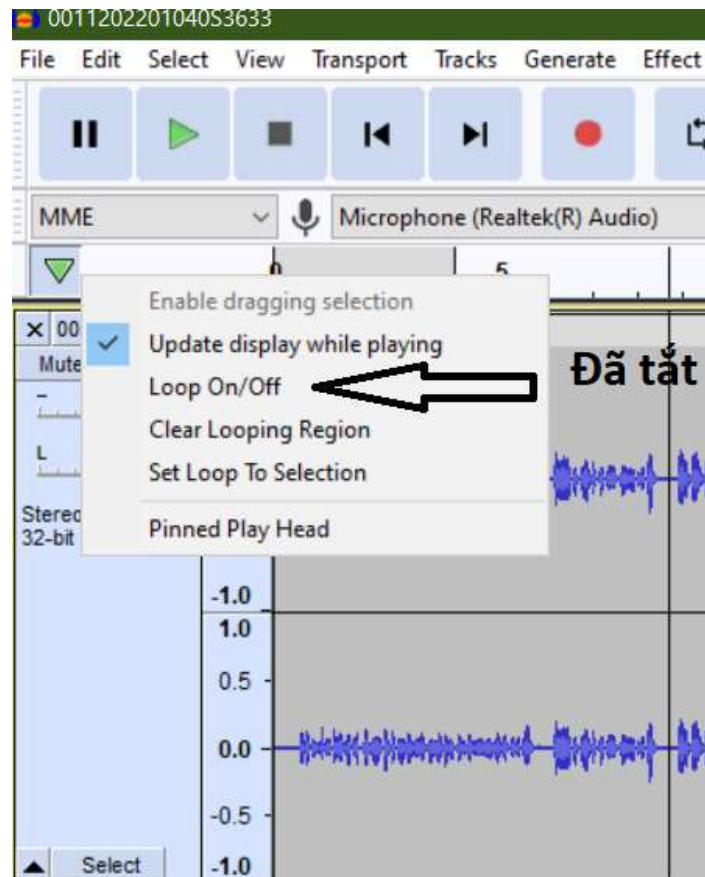 0011202201040S3633
File Edit Select View Transport Tracks Generate Effect
MME Microphone (Realtek(R) Audio)
0 5
Enable dragging selection
× 00
Update display while playing
Mute
Đã tắt
Loop On/Off
-
L
Clear Looping Region
Set Loop To Selection
Stereo
32-bit
Pinned Play Head
-1.0
1.0
0.5
0.0
-0.5
Select -1.0